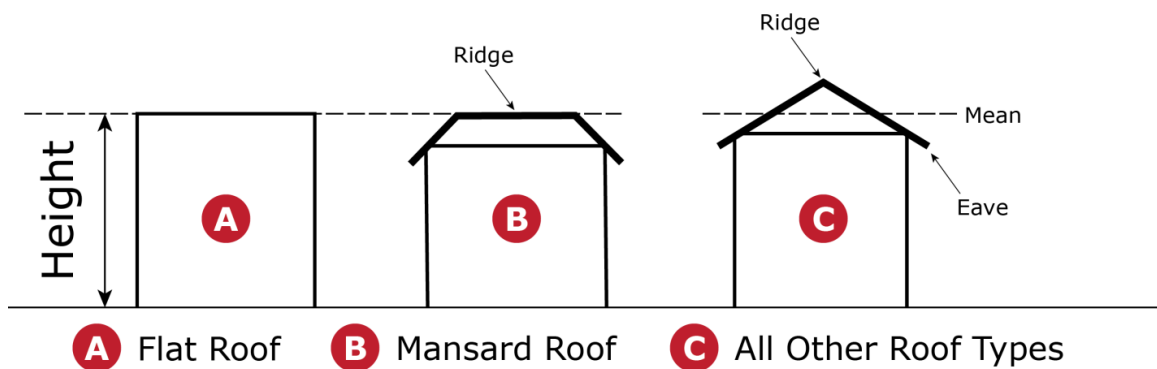 Ridge
Ridge
Mean
Height
A
B
C
Eave
A Flat Roof
B Mansard Roof
C All Other Roof Types